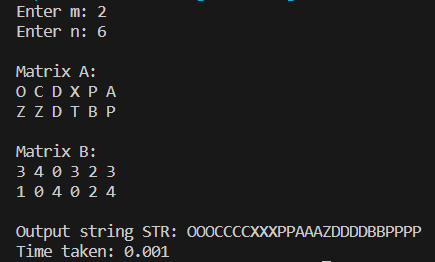 Enter m: 2
Enter n: 6
Matrix A:
O C D X P A
Z Z D T B P
Matrix B:
3 4 0 3 2 3
1 0 4 0 2 4
Output string STR: OOOCCCCXXXPPAAAZDDDDBBPPPP
Time taken: 0.001